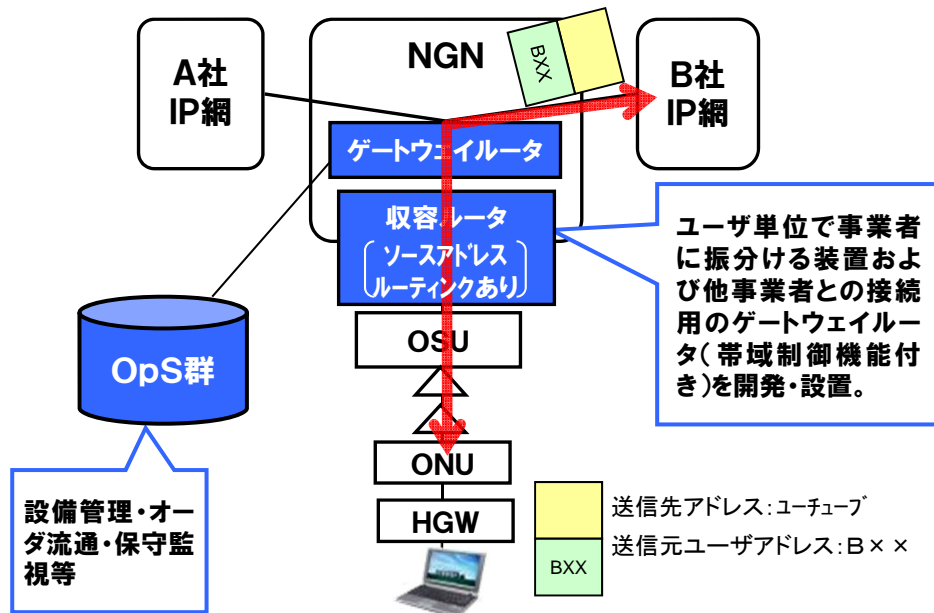 A社
IP網
NGN
BXX
B社
IP網
ゲートウェイルータ
収容ルータ
ソースアドレス
ルーティングあり
OSU
OpS群
ONU
HGW
ユーザ単位で事業者
に振分ける装置およ
び他事業者との接続
用のゲートウェイルー
タ(帯域制御機能付
き)を開発・設置。
設備管理・オー
ダ流通・保守監
視等
送信先アドレス：ユーチューブ
送信元ユーザアドレス：B××
BXX